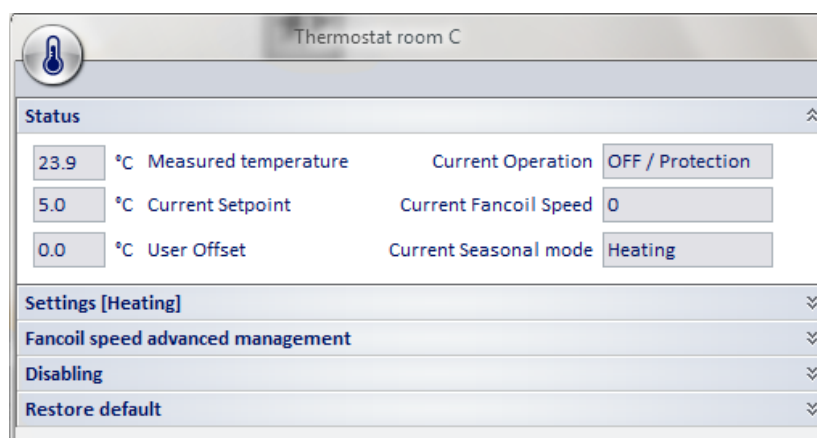 Thermostat room C
Status
23.9 °C Measured temperature Current Operation OFF / Protection
5.0 °C Current Setpoint Current Fancoil Speed 0
0.0 °C User Offset Current Seasonal mode Heating
Settings [Heating]
Fancoil speed advanced management
Disabling
Restore default